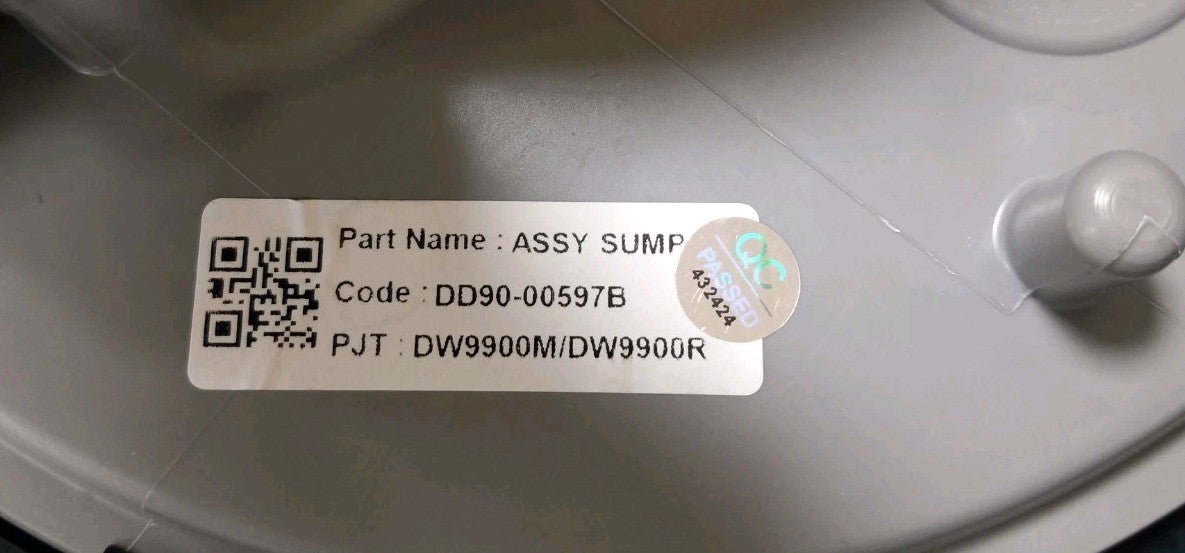 Part Name : ASSY SUMP
Code : DD90-00597B
PJT : DW9900M/DW9900R
QC
PASSED
432424